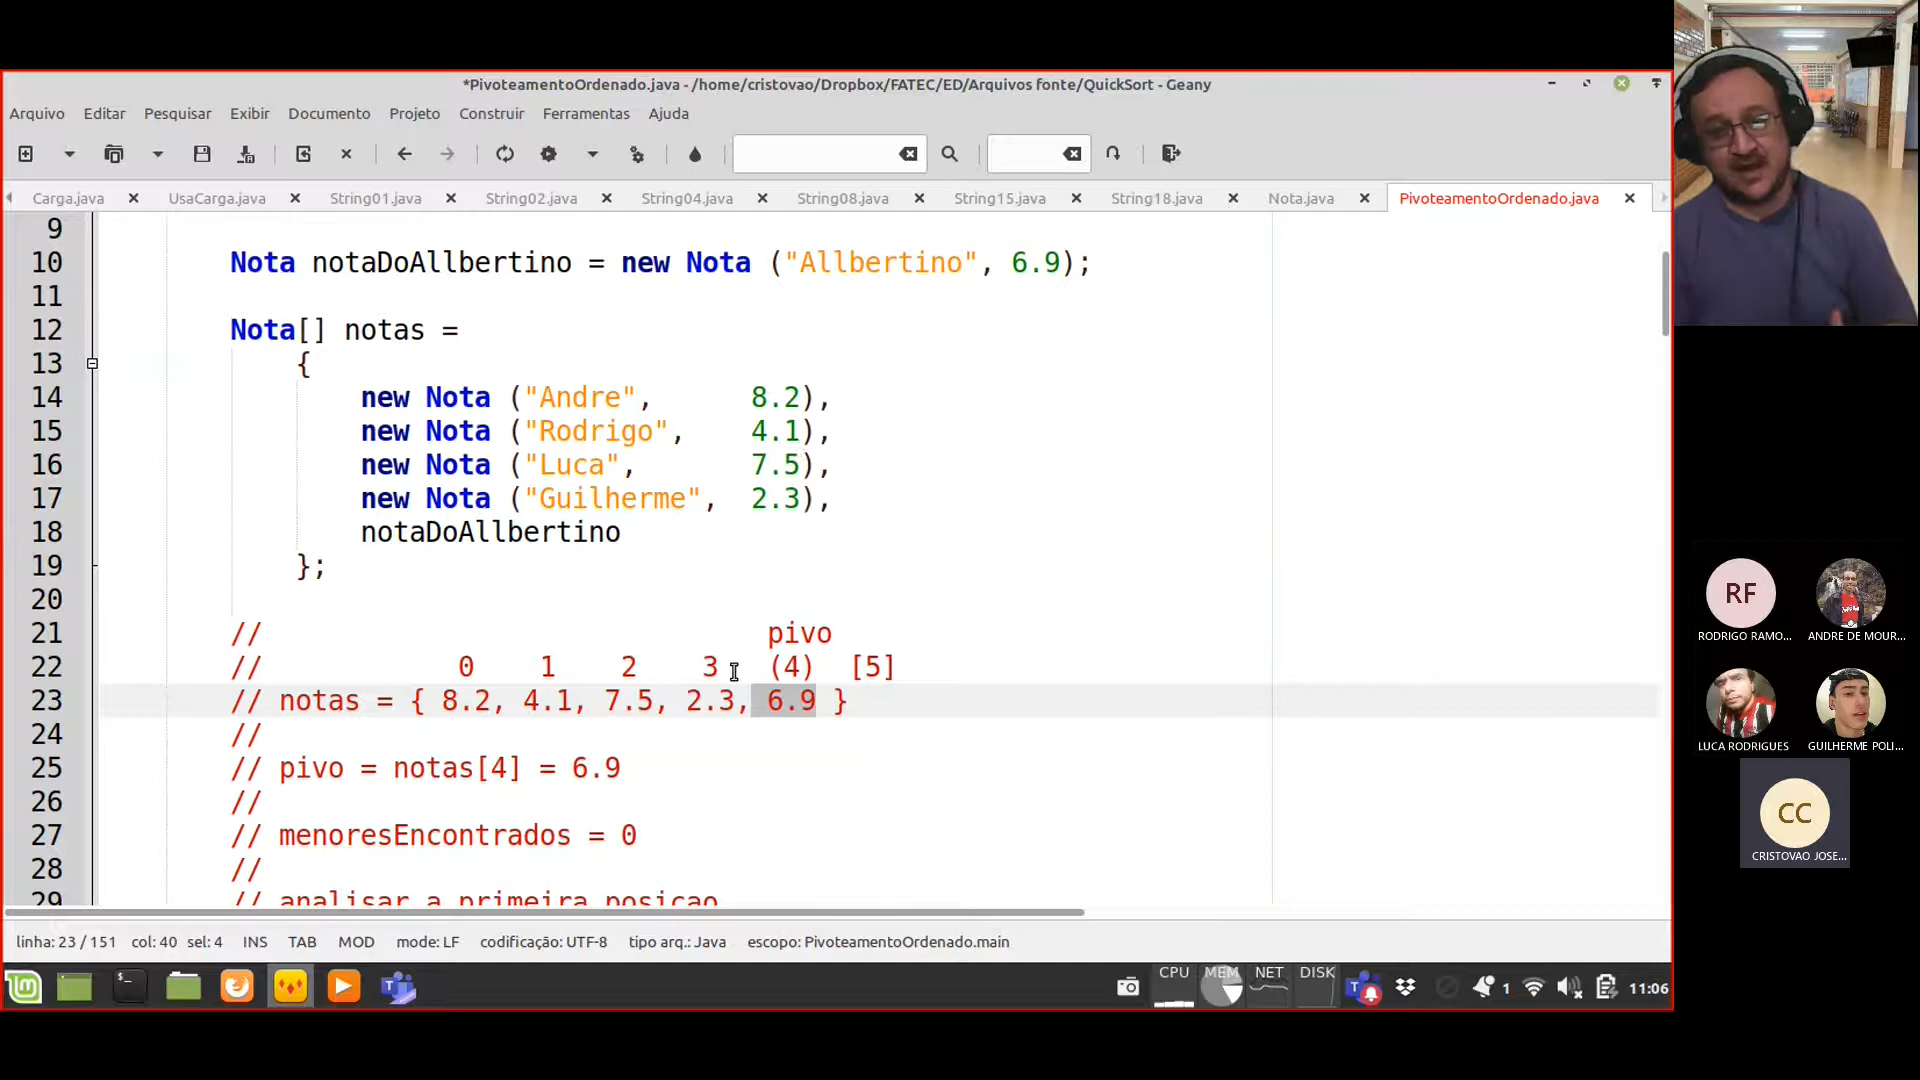 *PivoteamentoOrdenado.java - /home/cristovao/Dropbox/FATEC/ED/Arquivos fonte/QuickSort - Geany
Arquivo Editar Pesquisar Exibir Documento Projeto Construir Ferramentas Ajuda
Carga.java UsaCarga.java String01.java String02.java String04.java String08.java String15.java String18.java Nota.java PivoteamentoOrdenado.java
9
10 Nota notaDoAllbertino = new Nota ("Allbertino", 6.9);
11
12 Nota[] notas =
13 {
14 new Nota ("Andre", 8.2),
15 new Nota ("Rodrigo", 4.1),
16 new Nota ("Luca", 7.5),
17 new Nota ("Guilherme", 2.3),
18 notaDoAllbertino
19 };
20
21 // pivo
22 // 0 1 2 3 (4) [5]
23 // notas = { 8.2, 4.1, 7.5, 2.3, 6.9 }
24 //
25 // pivo = notas[4] = 6.9
26 //
27 // menoresEncontrados = 0
28 //
29 // analisar a primeira posicao
linha: 23 / 151 col: 40 sel: 4 INS TAB MOD mode: LF codificação: UTF-8 tipo arq.: Java escopo: PivoteamentoOrdenado.main
CPU MEM NET DISK
1 11:06
RF
RODRIGO RAMO... ANDRE DE MOUR...
LUCA RODRIGUES GUILHERME POLI...
CC
CRISTOVAO JOSE...